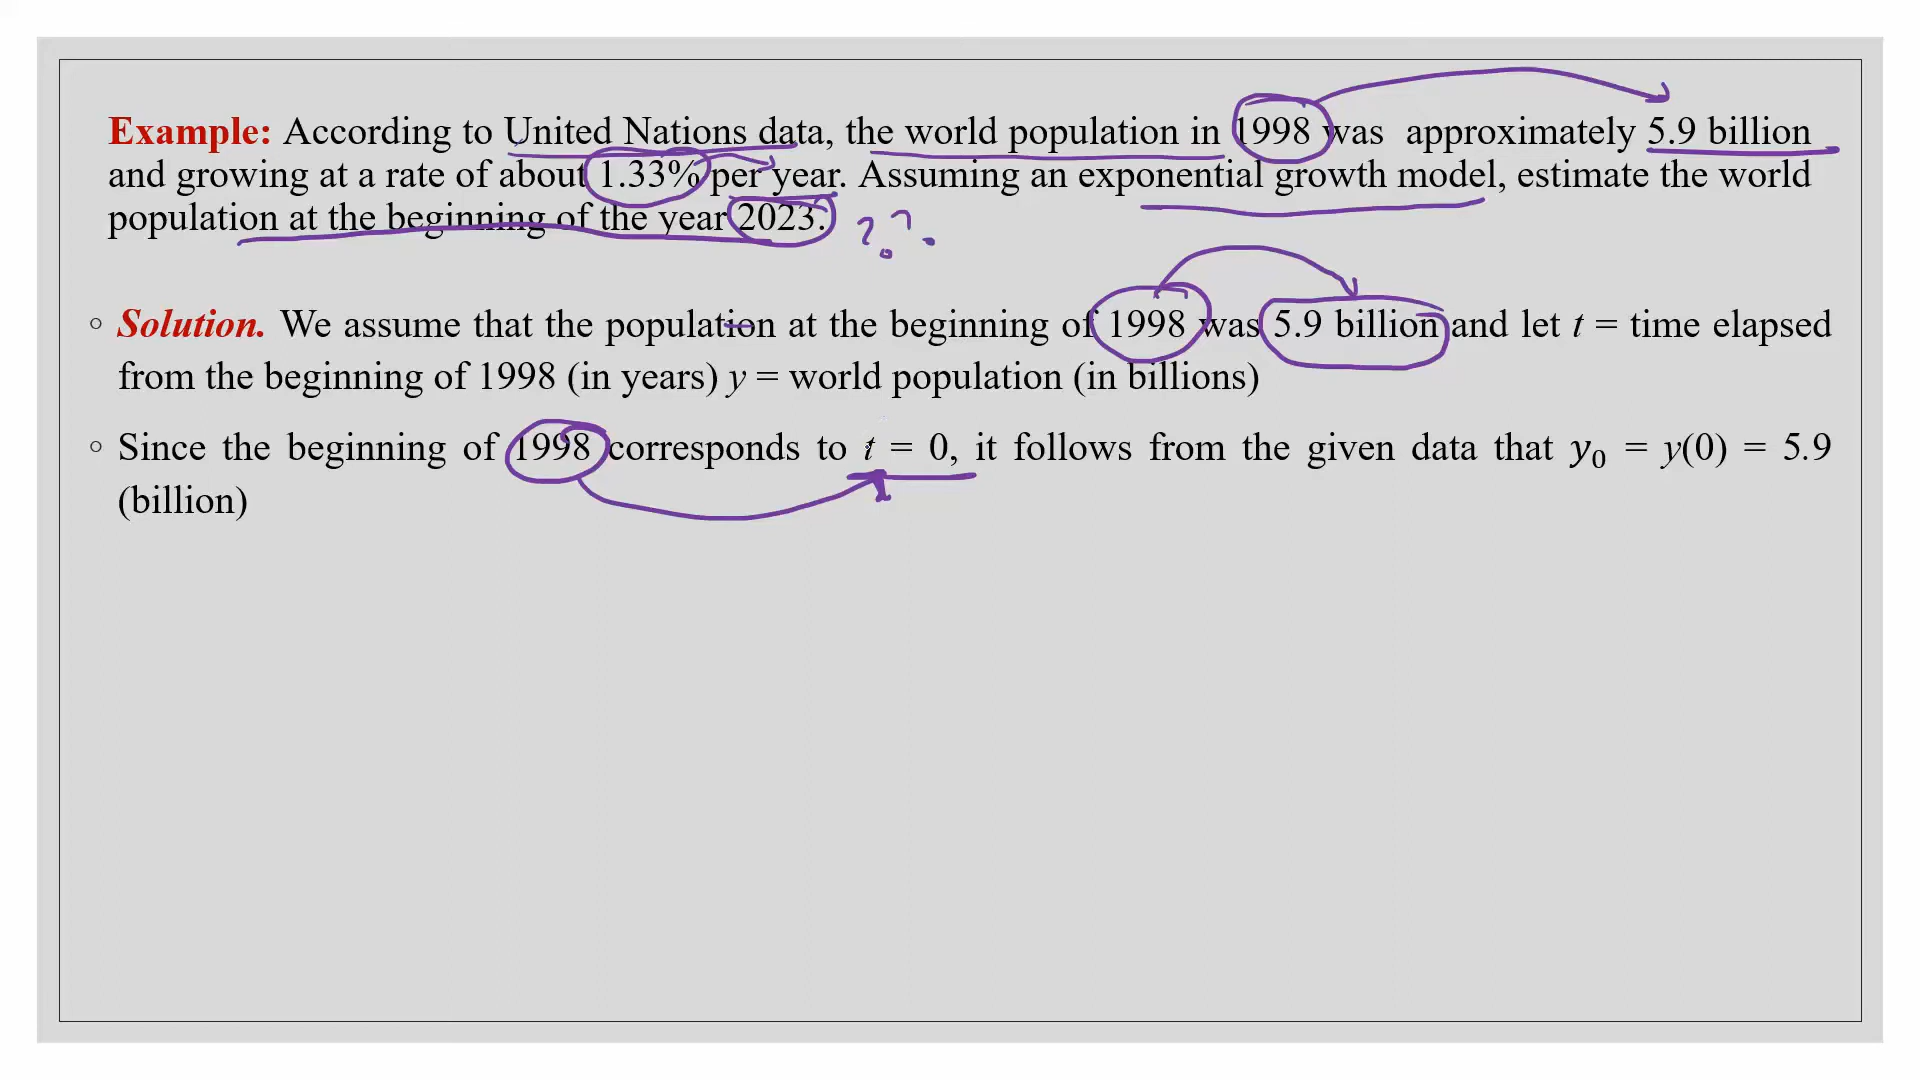 Example: According to United Nations data, the world population in 1998 was approximately 5.9 billion
and growing at a rate of about 1.33% per year. Assuming an exponential growth model, estimate the world
population at the beginning of the year 2023. ??
◦ Solution. We assume that the population at the beginning of 1998 was 5.9 billion and let t = time elapsed
from the beginning of 1998 (in years) y = world population (in billions)
◦ Since the beginning of 1998 corresponds to t = 0, it follows from the given data that y₀ = y(0) = 5.9
(billion)